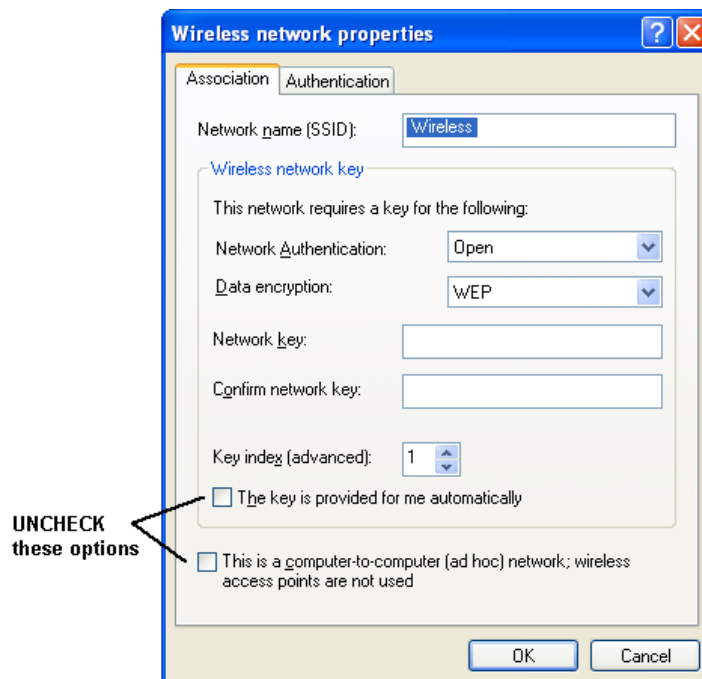 Wireless network properties
Association
Authentication
Network name (SSID):
Wireless
Wireless network key
This network requires a key for the following:
Network Authentication:
Open
Data encryption:
WEP
Network key:
Confirm network key:
Key index (advanced):
1
The key is provided for me automatically
UNCHECK
these options
This is a computer-to-computer (ad hoc) network; wireless
access points are not used
OK
Cancel